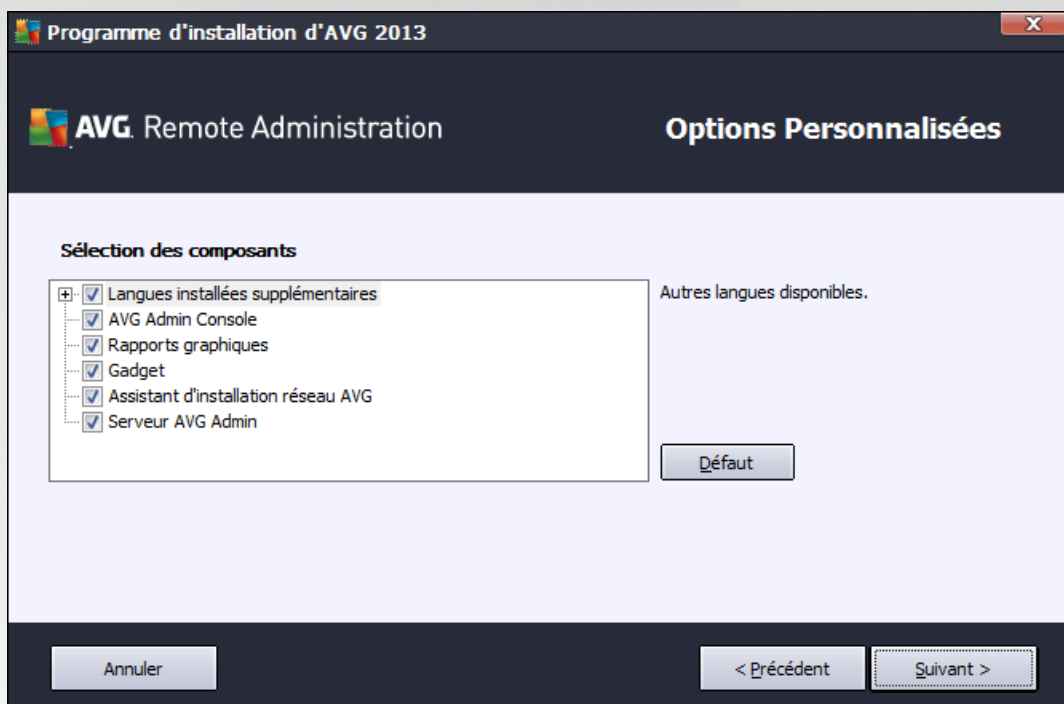 Programme d'installation d'AVG 2013
AVG. Remote Administration
Options Personnalisées
Sélection des composants
Langues installées supplémentaires
AVG Admin Console
Rapports graphiques
Gadget
Assistant d'installation réseau AVG
Serveur AVG Admin
Autres langues disponibles.
Défaut
Annuler
< Précédent
Suivant >